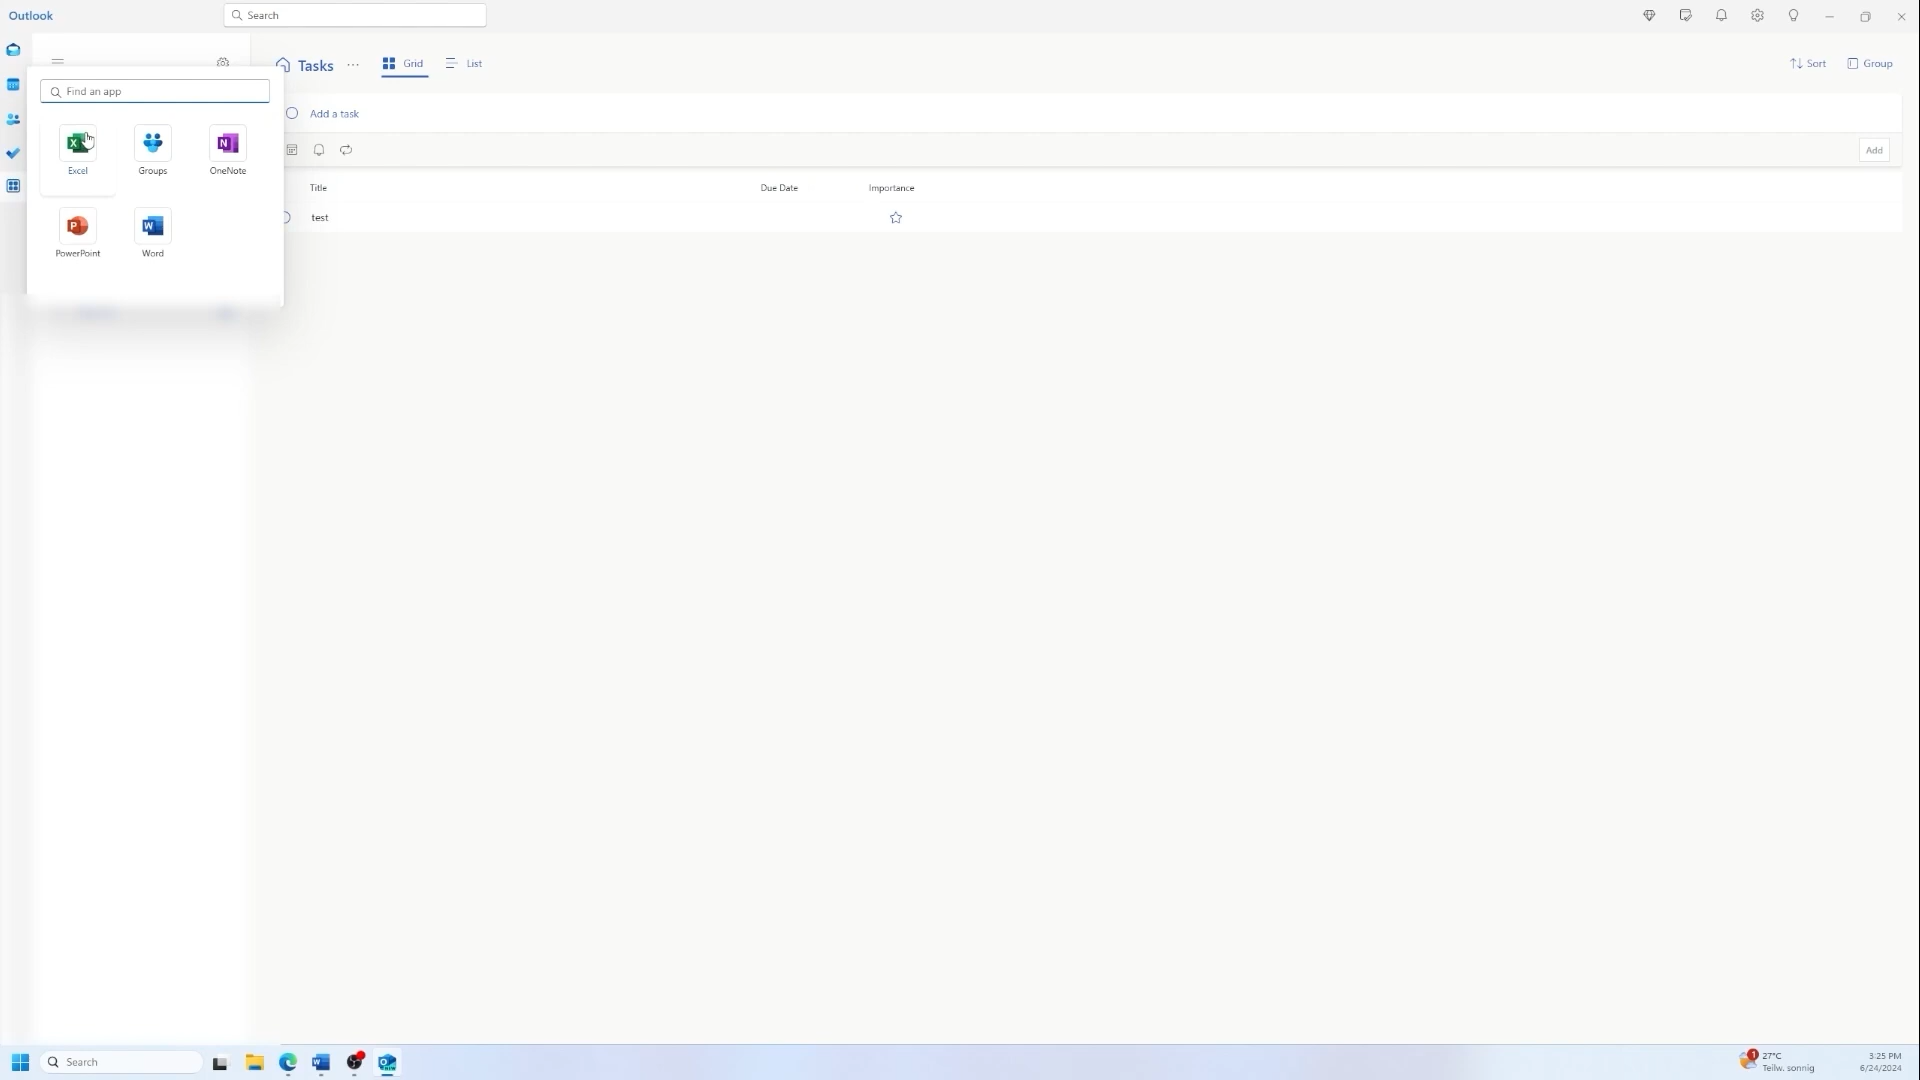 Outlook
Search
Find an app
Excel
Groups
OneNote
PowerPoint
Word
Tasks
Grid
List
Sort
Group
Add a task
Add
Title
Due Date
Importance
test
Search
1
27°C
Teilw. sonnig
3:25 PM
6/24/2024